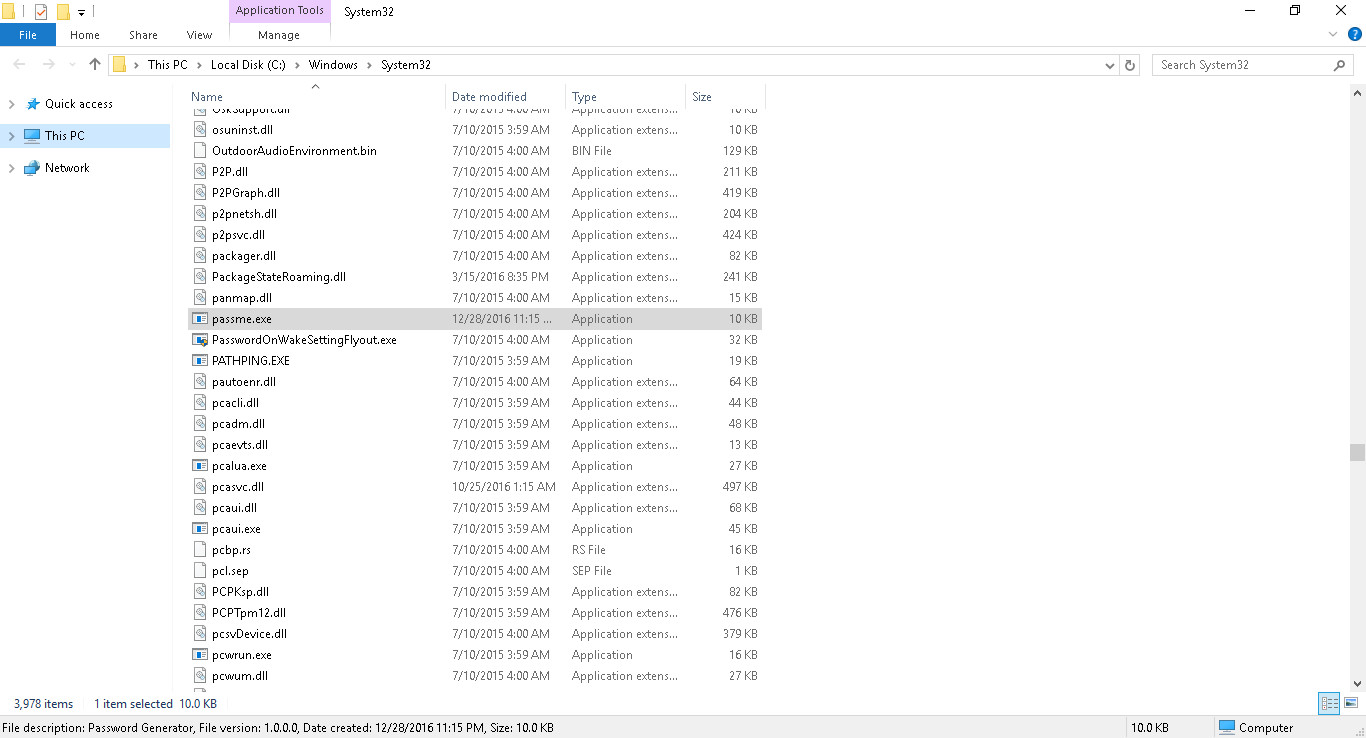 Application Tools System32
File Home Share View Manage
This PC Local Disk (C:) Windows System32 Search System32
Quick access
This PC
Network
Name Date modified Type Size
OskSupport.dll 7/10/2015 4:00 AM Application extens... 10 KB
osuninst.dll 7/10/2015 3:59 AM Application extens... 10 KB
OutdoorAudioEnvironment.bin 7/10/2015 4:00 AM BIN File 129 KB
P2P.dll 7/10/2015 4:00 AM Application extens... 211 KB
P2PGraph.dll 7/10/2015 4:00 AM Application extens... 419 KB
p2pnetsh.dll 7/10/2015 4:00 AM Application extens... 204 KB
p2psvc.dll 7/10/2015 4:00 AM Application extens... 424 KB
packager.dll 7/10/2015 4:00 AM Application extens... 82 KB
PackageStateRoaming.dll 3/15/2016 8:35 PM Application extens... 241 KB
panmap.dll 7/10/2015 4:00 AM Application extens... 15 KB
passme.exe 12/28/2016 11:15 ... Application 10 KB
PasswordOnWakeSettingFlyout.exe 7/10/2015 4:00 AM Application 32 KB
PATHPING.EXE 7/10/2015 3:59 AM Application 19 KB
pautoenr.dll 7/10/2015 4:00 AM Application extens... 64 KB
pcacli.dll 7/10/2015 3:59 AM Application extens... 44 KB
pcadm.dll 7/10/2015 3:59 AM Application extens... 48 KB
pcaevts.dll 7/10/2015 3:59 AM Application extens... 13 KB
pcalua.exe 7/10/2015 3:59 AM Application 27 KB
pcasvc.dll 10/25/2016 1:15 AM Application extens... 497 KB
pcaui.dll 7/10/2015 3:59 AM Application extens... 68 KB
pcaui.exe 7/10/2015 3:59 AM Application 45 KB
pcbp.rs 7/10/2015 4:00 AM RS File 16 KB
pcl.sep 7/10/2015 4:00 AM SEP File 1 KB
PCPKsp.dll 7/10/2015 3:59 AM Application extens... 82 KB
PCPTpm12.dll 7/10/2015 3:59 AM Application extens... 476 KB
pcsvDevice.dll 7/10/2015 4:00 AM Application extens... 379 KB
pcwrun.exe 7/10/2015 3:59 AM Application 16 KB
pcwum.dll 7/10/2015 4:00 AM Application extens... 27 KB
3,978 items 1 item selected 10.0 KB
File description: Password Generator, File version: 1.0.0.0, Date created: 12/28/2016 11:15 PM, Size: 10.0 KB 10.0 KB Computer